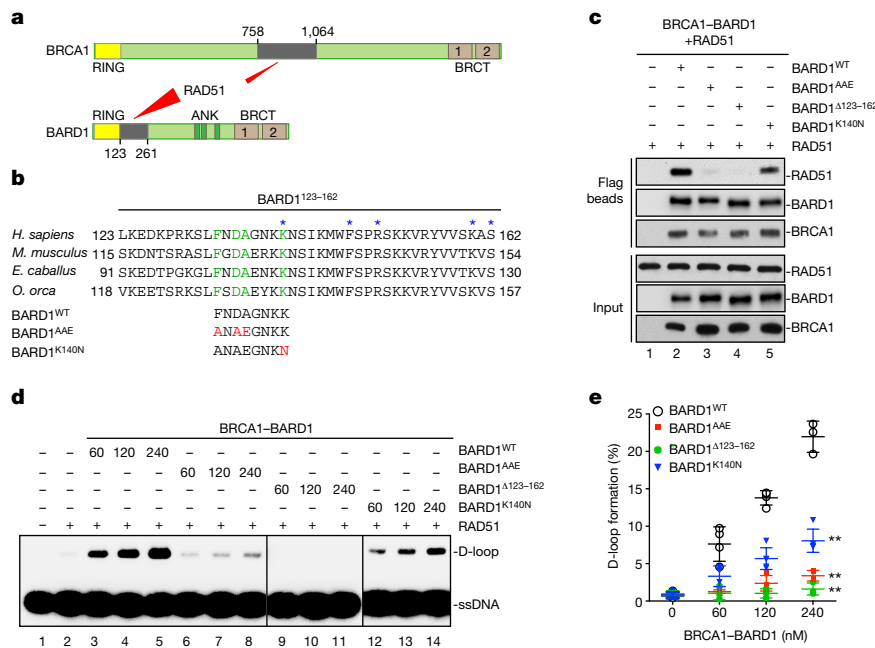 a
758 1,064
BRCA1
1 2
RING BRCT
RAD51
RING ANK BRCT
BARD1
1 2
123 261
b
BARD1123–162
* * * * *
H. sapiens 123 LKEDKPRKSLFNDAGNKKNSIKMWFSPRSKKVRYVVSKAS 162
M. musculus 115 SKDNTSRASLFGDAERKKNSIKMWFSPRSKKVRYVVTKVS 154
E. caballus 91 SKEDTPGKGLFNDAEKKKNSIKMWFSPRSKKVRYVVTKVS 130
O. orca 118 VKEETSRKSLFSDAEYKKNSIKMWFSPRSKKVRYVVSKVS 157
BARD1WT FNDAGNKK
BARD1AAE ANAEGNKK
BARD1K140N ANAEGNKN
c
BRCA1–BARD1
+RAD51
– + – – – BARD1WT
– – + – – BARD1AAE
– – – + – BARD1Δ123–162
– – – – + BARD1K140N
+ + + + + RAD51
Flag
beads
-RAD51
-BARD1
-BRCA1
Input
-RAD51
-BARD1
-BRCA1
1 2 3 4 5
d
BRCA1–BARD1
– – 60 120 240 – – – – – – – – – BARD1WT
– – – – – 60 120 240 – – – – – – BARD1AAE
– – – – – – – – 60 120 240 – – – BARD1Δ123–162
– – – – – – – – – – – 60 120 240 BARD1K140N
– + + + + + + + + + + + + + RAD51
-D-loop
-ssDNA
1 2 3 4 5 6 7 8 9 10 11 12 13 14
e
25
20
15
10
5
0
D-loop formation (%)
BARD1WT
BARD1AAE
BARD1Δ123–162
BARD1K140N
**
**
**
0 60 120 240
BRCA1–BARD1 (nM)